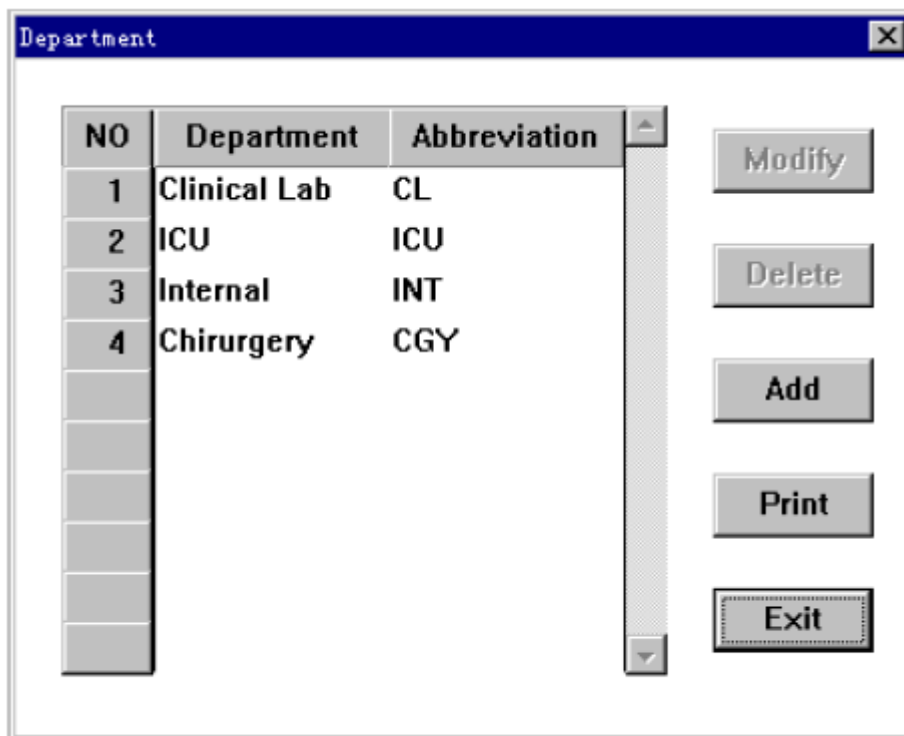 Department
NO Department Abbreviation
1 Clinical Lab CL
2 ICU ICU
3 Internal INT
4 Chirurgery CGY
Modify
Delete
Add
Print
Exit